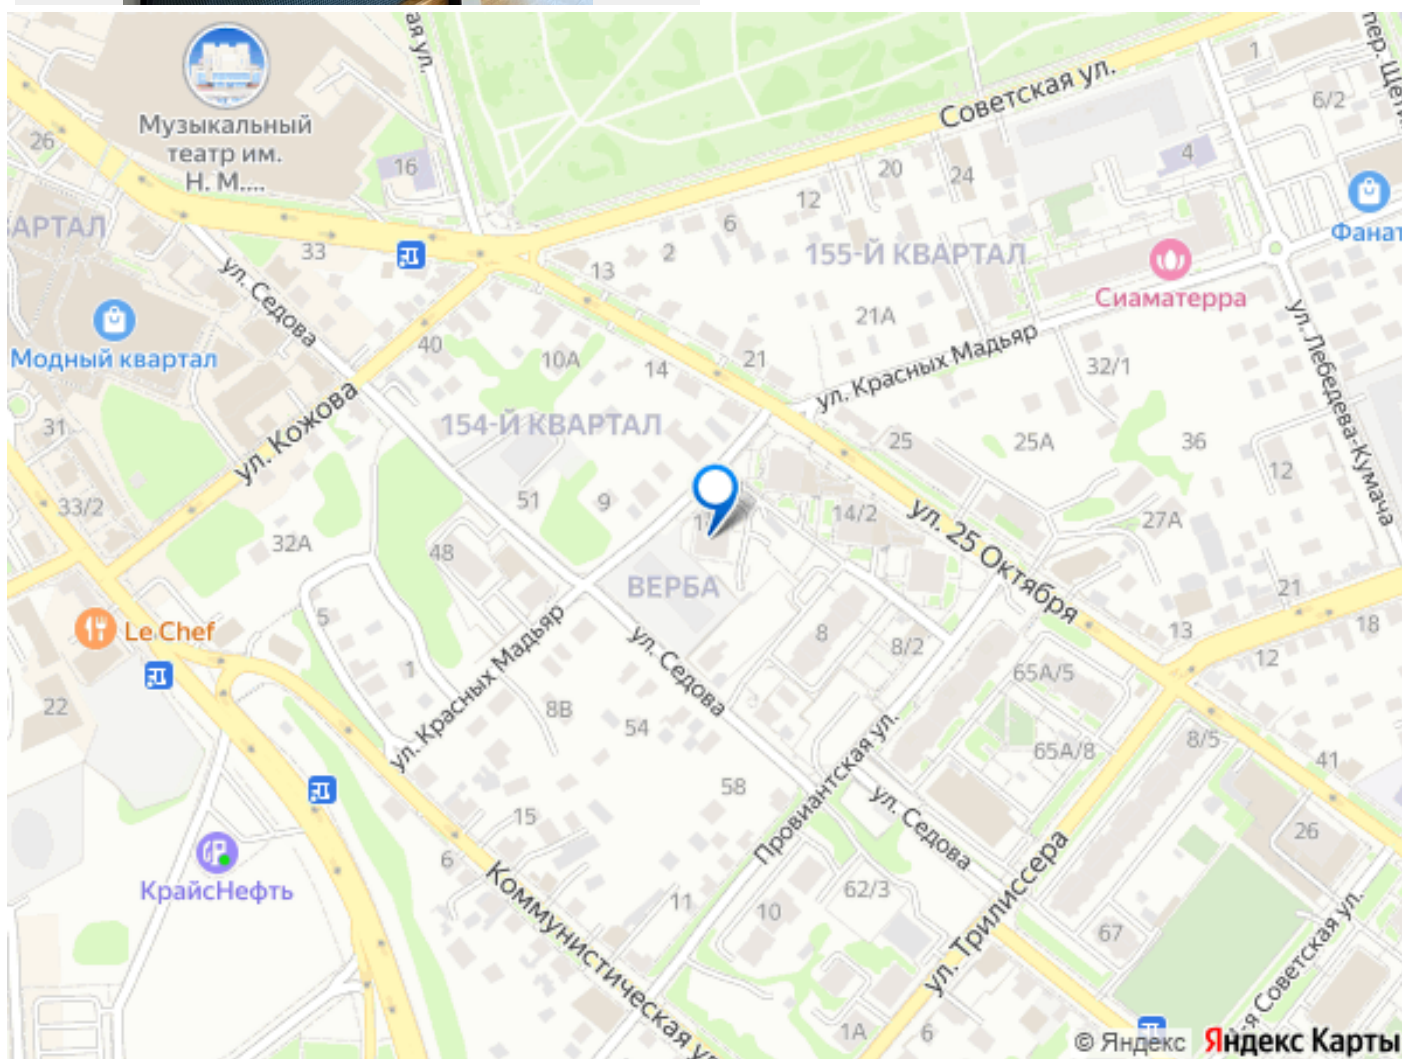 ая ул.
пер. Щети
1
6/2
Советская ул.
Музыкальный
театр им.
Н. М....
26
16
20
24
4
12
6
2
Фанат
АРТАЛ
33
13
155-Й КВАРТАЛ
Сиаматерра
ул. Седова
21А
ул. Лебедева-Кумача
Модный квартал
40
10А
14
21
ул. Красных Мадьяр
32/1
31
ул. Кожова
154-Й КВАРТАЛ
25
25А
36
12
33/2
51
9
14/2
ул. 25 Октября
27А
32А
48
ВЕРБА
21
5
Le Chef
ул. Красных Мадьяр
ул. Седова
8
8/2
13
18
12
1
65А/5
22
8В
54
Провиантская ул.
65А/8
8/5
41
58
15
ул. Седова
26
6
КрайсНефть
Коммунистическая ул.
11
10
62/3
67
ул. Трилиссера
-я Советская ул.
1А
6
© Яндекс Яндекс Карты